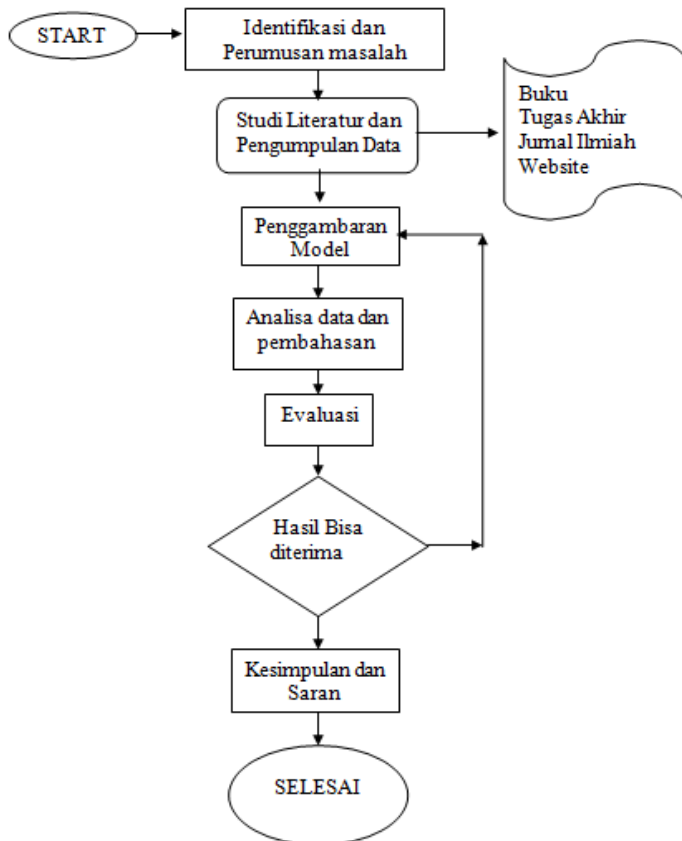 START
Identifikasi dan
Perumusan masalah
Studi Literatur dan
Pengumpulan Data
Buku
Tugas Akhir
Jurnal Ilmiah
Website
Penggambaran
Model
Analisa data dan
pembahasan
Evaluasi
Hasil Bisa
diterima
Kesimpulan dan
Saran
SELESAI